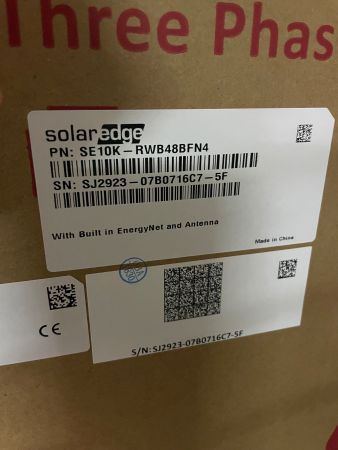 Three Phas
solaredge
PN: SE10K-RWB48BFN4
SN: SJ2923-07B0716C7-5F
With Built in EnergyNet and Antenna
Made in China
CE
S/N:SJ2923-07B0716C7-5F